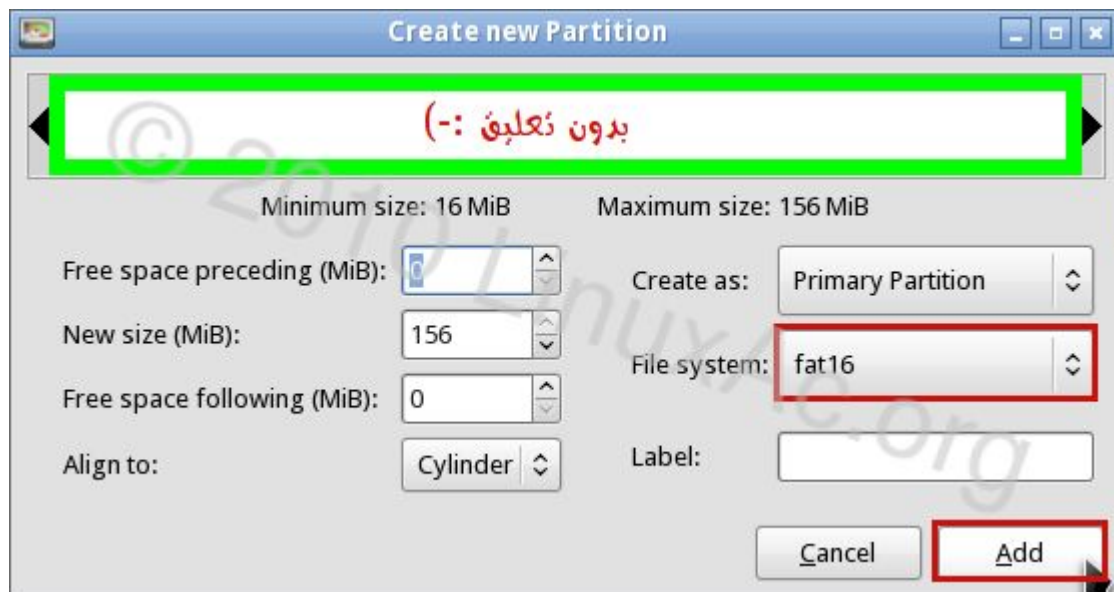 Create new Partition
بدون تعليق :-)
Minimum size: 16 MiB Maximum size: 156 MiB
Free space preceding (MiB): 0
Create as: Primary Partition
New size (MiB): 156
File system: fat16
Free space following (MiB): 0
Align to: Cylinder
Label:
Cancel Add
© 2010 LinuxAc.org